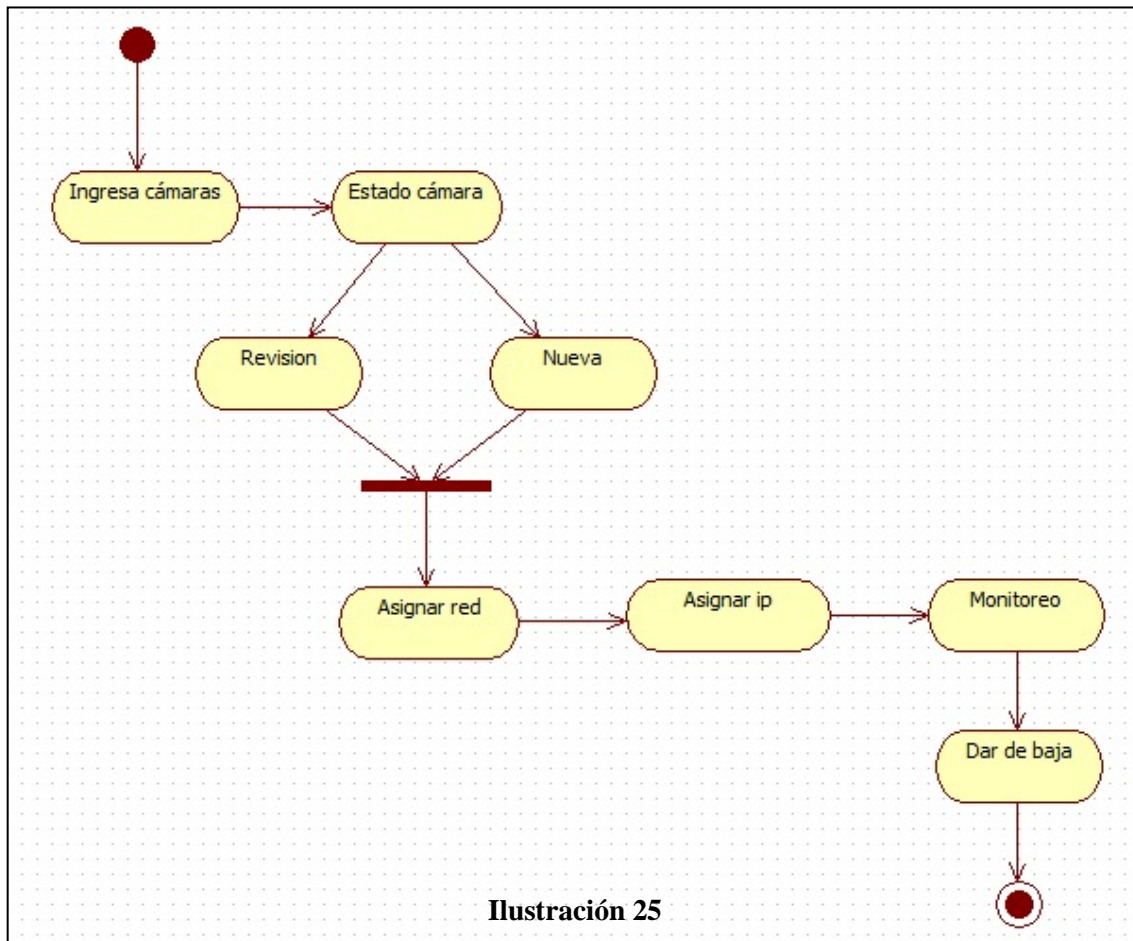 Ingresa cámaras
Estado cámara
Revision
Nueva
Asignar red
Asignar ip
Monitoreo
Dar de baja
Ilustración 25